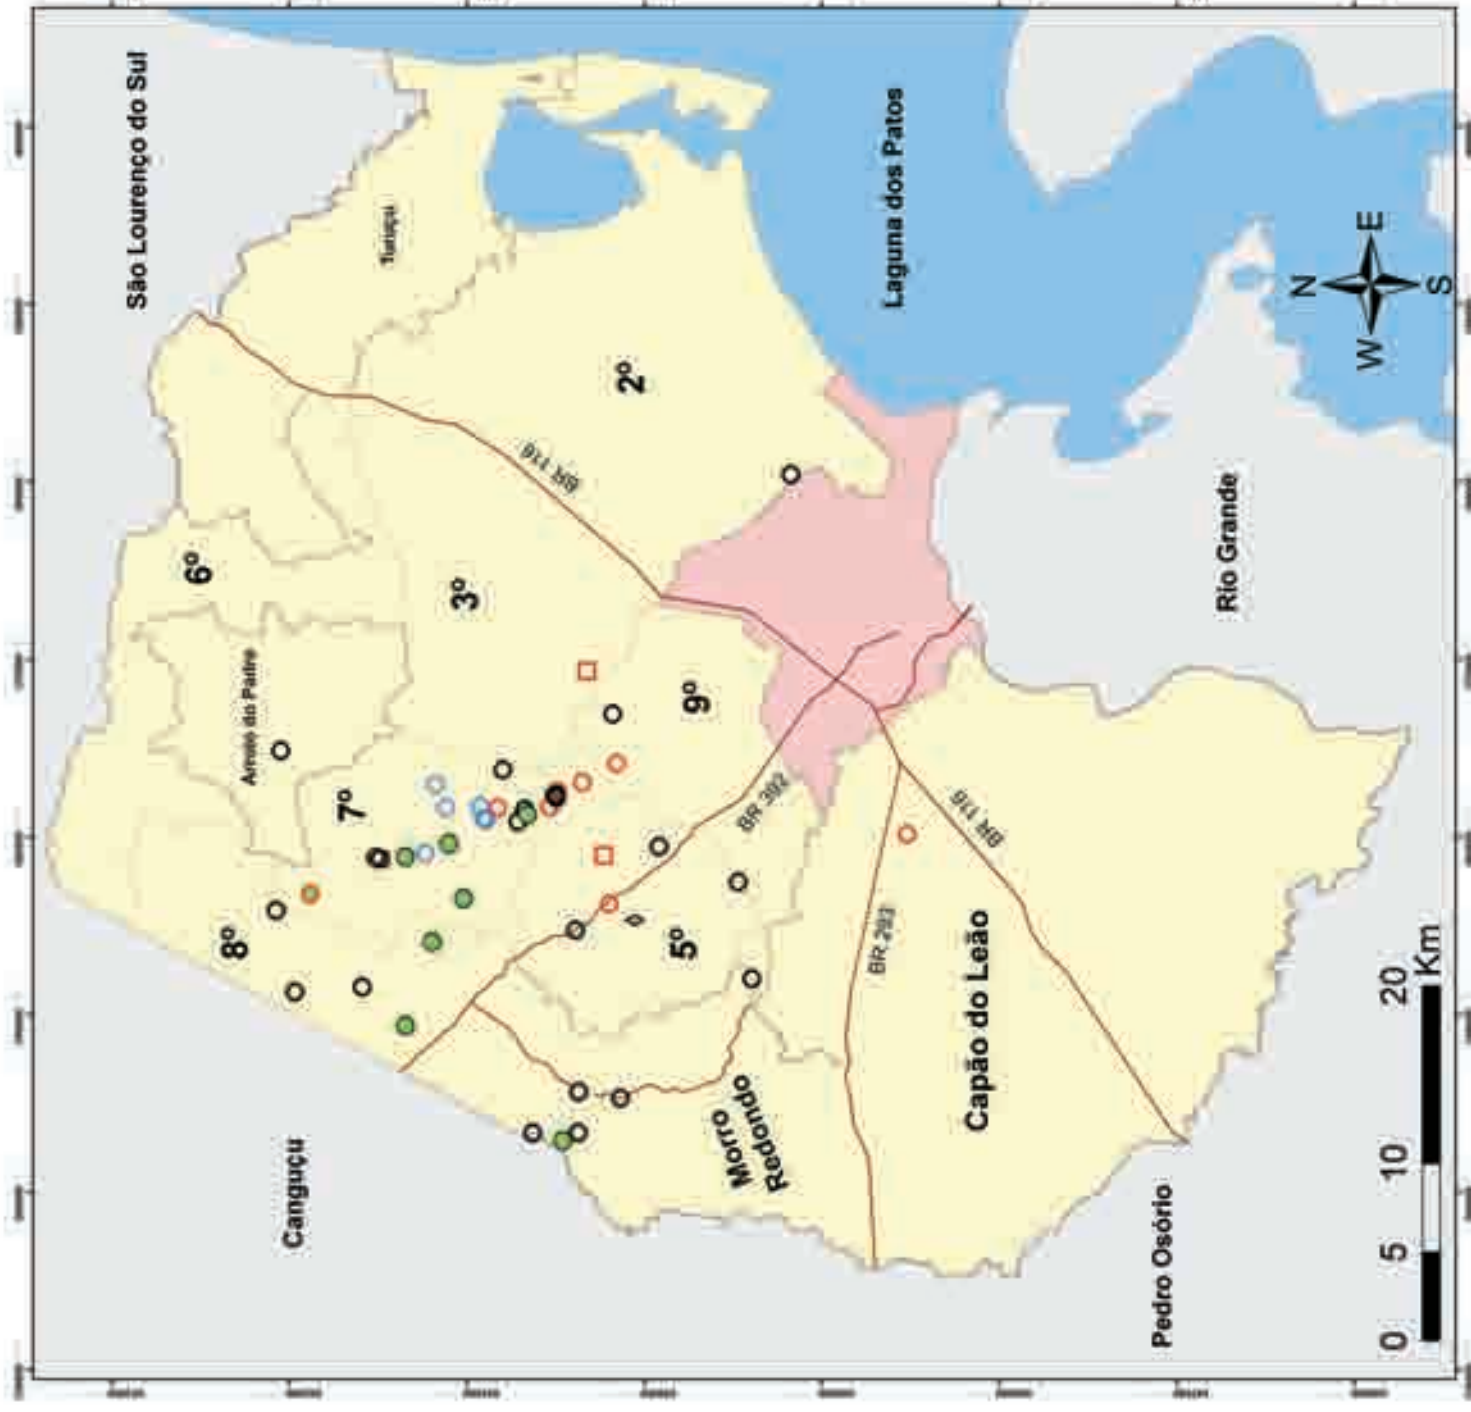 São Lourenço do Sul
Turuçu
6º
Arroio do Padre
3º
2º
BR 116
Laguna dos Patos
7º
8º
9º
BR 392
5º
Canguçu
Morro
Redondo
BR 293
BR 116
Capão do Leão
Rio Grande
Pedro Osório
N
W
E
S
0
5
10
20
Km